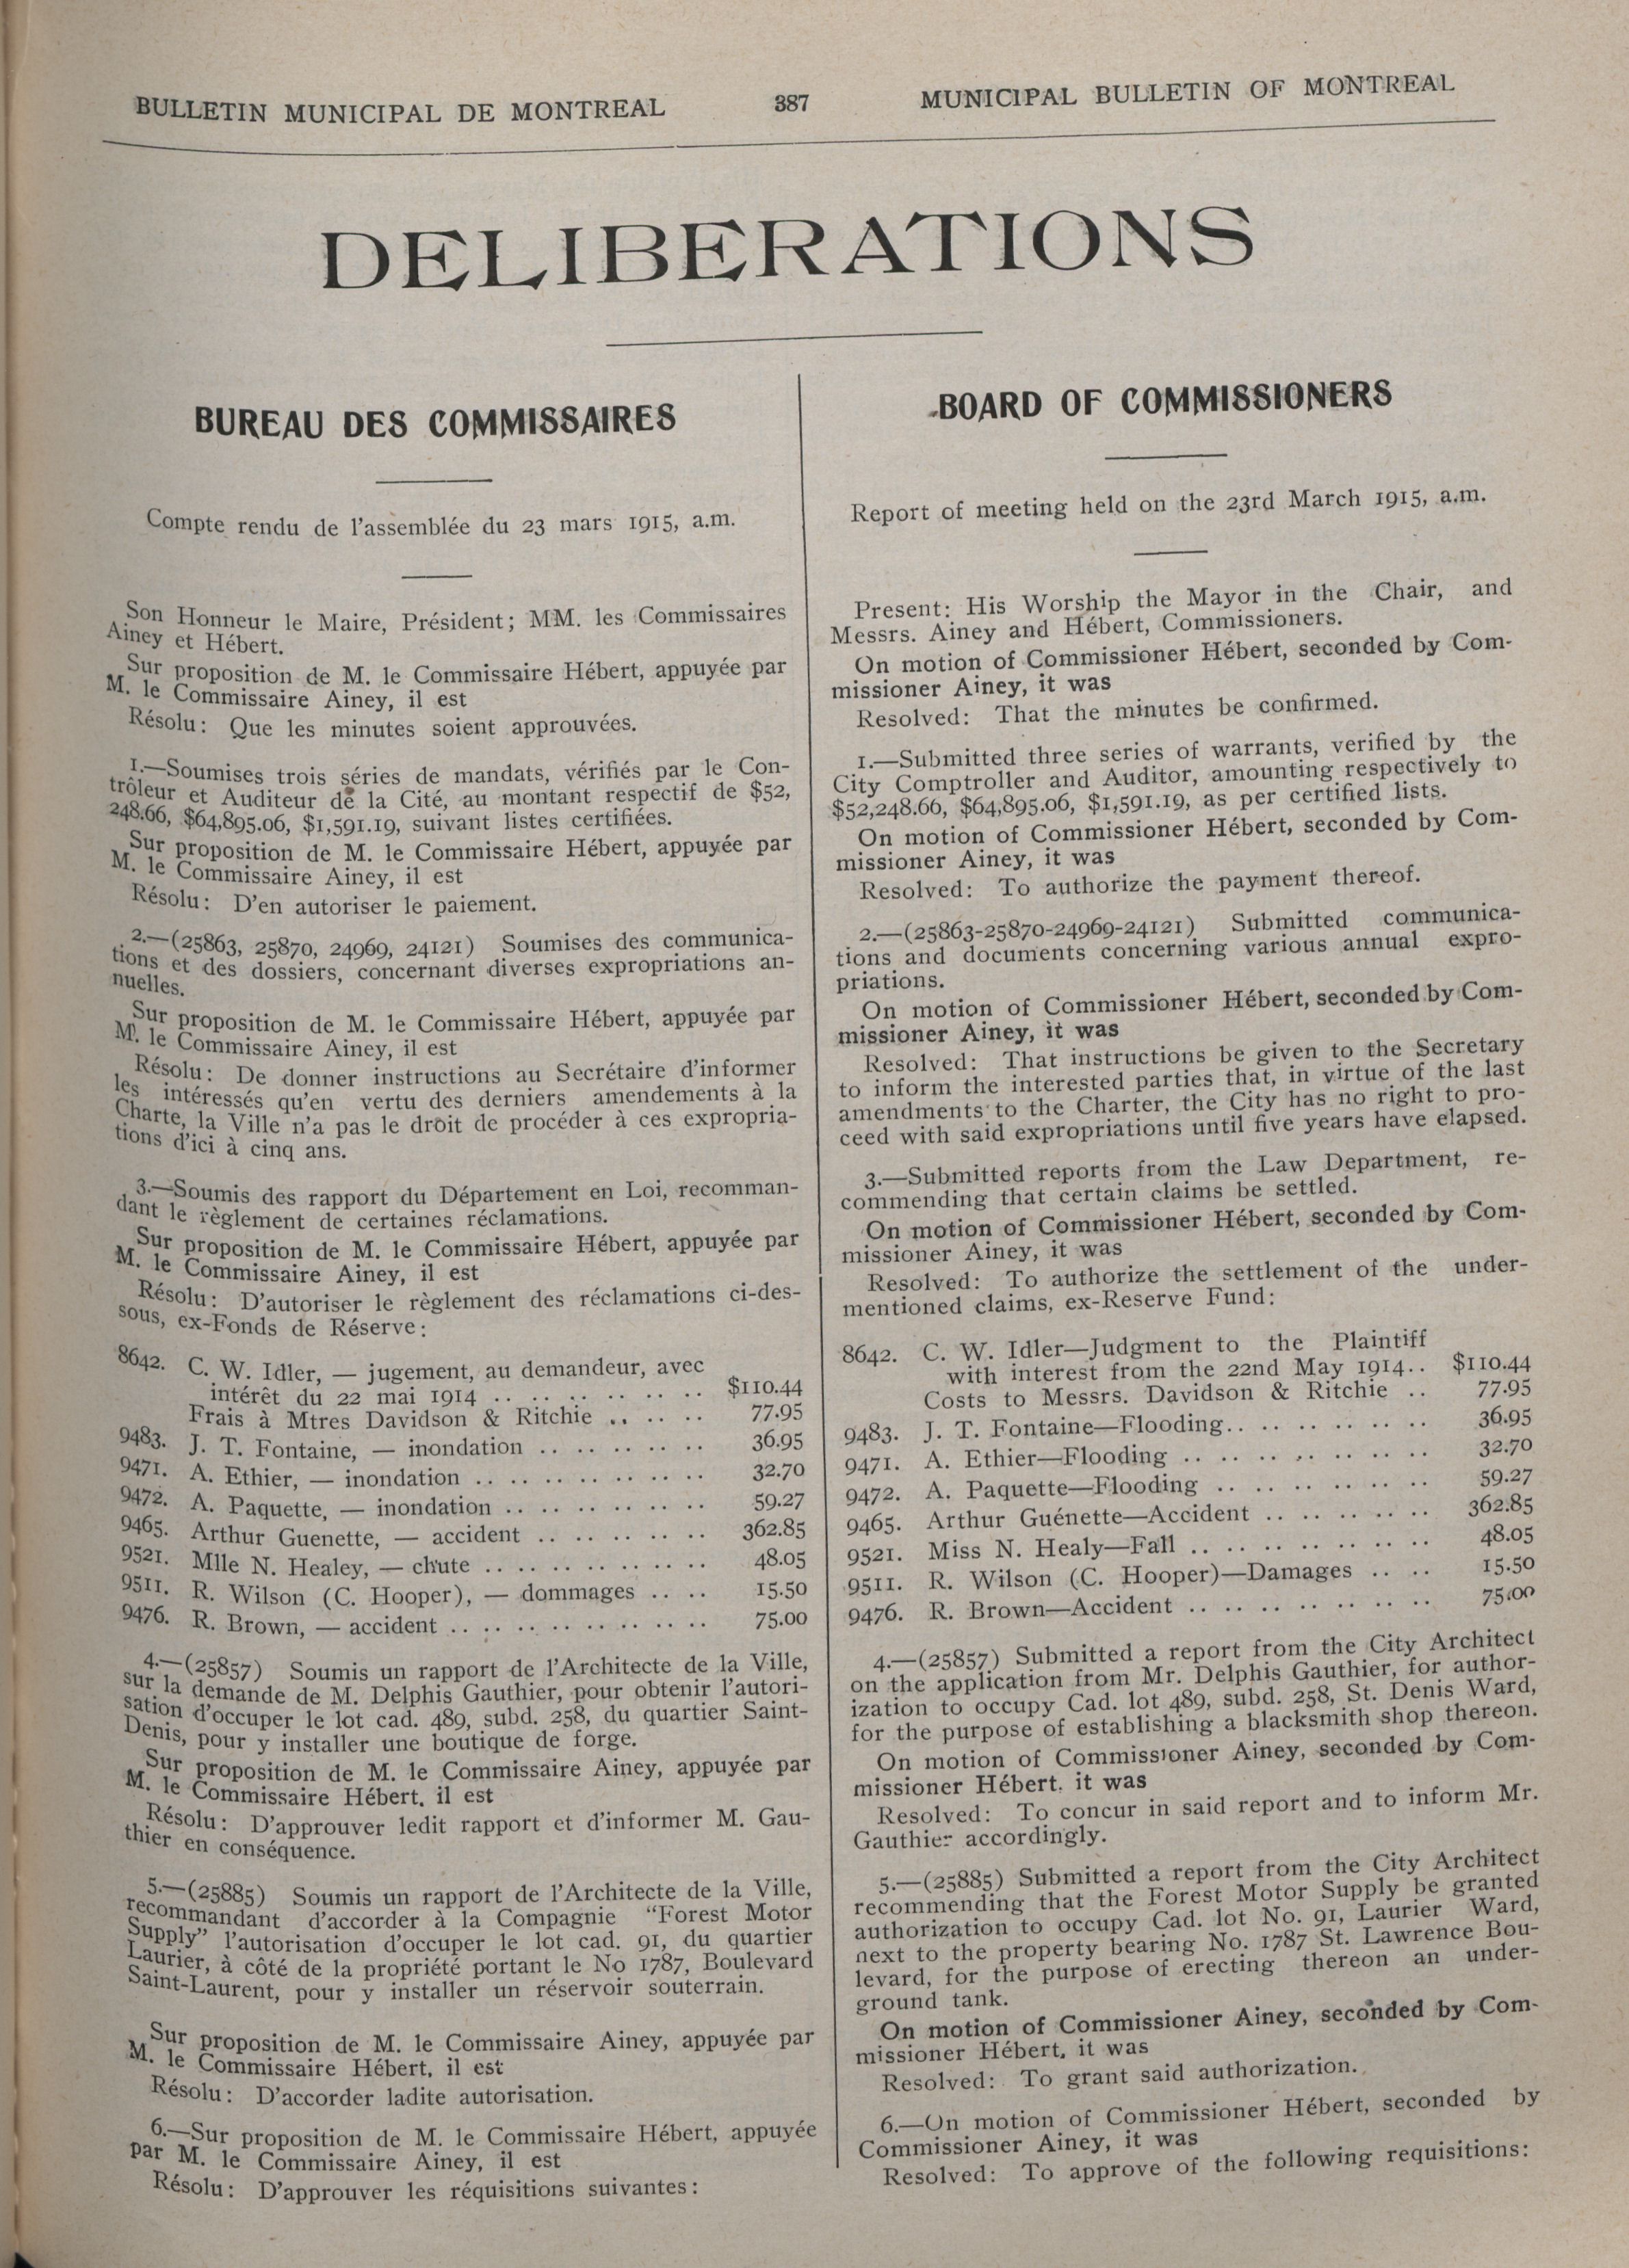 BULLETIN MUNICIPAL DE MONTREAL
387
MUNICIPAL BULLETIN OF MONTREAL
DELIBERATIONS
BUREAU DES COMMISSAIRES
Compte rendu de l'assemblée du 23 mars 1915, a.m.
Son Honneur le Maire, Président; MM. les Commissaires
Ainey et Hébert.
Sur proposition de M. le Commissaire Hébert, appuyée par
M. le Commissaire Ainey, il est
Résolu: Que les minutes soient approuvées.
1.—Soumises trois séries de mandats, vérifiés par le Con-
trôleur et Auditeur de la Cité, au montant respectif de $52,
248.66, $64,895.06, $1,591.19, suivant listes certifiées.
Sur proposition de M. le Commissaire Hébert, appuyée par
M. le Commissaire Ainey, il est
Résolu: D'en autoriser le paiement.
2.—(25863, 25870, 24969, 24121) Soumises des communica-
tions et des dossiers, concernant diverses expropriations an-
nuelles.
Sur proposition de M. le Commissaire Hébert, appuyée par
M. le Commissaire Ainey, il est
Résolu: De donner instructions au Secrétaire d'informer
les intéressés qu'en vertu des derniers amendements à la
Charte, la Ville n'a pas le droit de procéder à ces expropria-
tions d'ici à cinq ans.
3.—Soumis des rapport du Département en Loi, recomman-
dant le règlement de certaines réclamations.
Sur proposition de M. le Commissaire Hébert, appuyée par
M. le Commissaire Ainey, il est
Résolu: D'autoriser le règlement des réclamations ci-des-
sous, ex-Fonds de Réserve:
8642. C. W. Idler, — jugement, au demandeur, avec
intérêt du 22 mai 1914 .. .. .. .. .. .. .. $110.44
Frais à Mtres Davidson & Ritchie .. .. .. 77.95
9483. J. T. Fontaine, — inondation .. .. .. .. .. 36.95
9471. A. Ethier, — inondation .. .. .. .. .. .. .. 32.70
9472. A. Paquette, — inondation .. .. .. .. .. .. 59.27
9465. Arthur Guenette, — accident .. .. .. .. .. 362.85
9521. Mlle N. Healey, — chute .. .. .. .. .. .. .. 48.05
9511. R. Wilson (C. Hooper), — dommages .. .. 15.50
9476. R. Brown, — accident .. .. .. .. .. .. .. .. 75.00
4.—(25857) Soumis un rapport de l'Architecte de la Ville,
sur la demande de M. Delphis Gauthier, pour obtenir l'autori-
sation d'occuper le lot cad. 489, subd. 258, du quartier Saint-
Denis, pour y installer une boutique de forge.
Sur proposition de M. le Commissaire Ainey, appuyée par
M. le Commissaire Hébert. il est
Résolu: D'approuver ledit rapport et d'informer M. Gau-
thier en conséquence.
5.—(25885) Soumis un rapport de l'Architecte de la Ville,
recommandant d'accorder à la Compagnie "Forest Motor
Supply" l'autorisation d'occuper le lot cad. 91, du quartier
Laurier, à côté de la propriété portant le No 1787, Boulevard
Saint-Laurent, pour y installer un réservoir souterrain.
Sur proposition de M. le Commissaire Ainey, appuyée par
M. le Commissaire Hébert, il est
Résolu: D'accorder ladite autorisation.
6.—Sur proposition de M. le Commissaire Hébert, appuyée
par M. le Commissaire Ainey, il est
Résolu: D'approuver les réquisitions suivantes:
BOARD OF COMMISSIONERS
Report of meeting held on the 23rd March 1915, a.m.
Present: His Worship the Mayor in the Chair, and
Messrs. Ainey and Hébert, Commissioners.
On motion of Commissioner Hébert, seconded by Com-
missioner Ainey, it was
Resolved: That the minutes be confirmed.
1.—Submitted three series of warrants, verified by the
City Comptroller and Auditor, amounting respectively to
$52,248.66, $64,895.06, $1,591.19, as per certified lists.
On motion of Commissioner Hébert, seconded by Com-
missioner Ainey, it was
Resolved: To authorize the payment thereof.
2.—(25863-25870-24969-24121) Submitted communica-
tions and documents concerning various annual expro-
priations.
On motion of Commissioner Hébert, seconded by Com-
missioner Ainey, it was
Resolved: That instructions be given to the Secretary
to inform the interested parties that, in virtue of the last
amendments to the Charter, the City has no right to pro-
ceed with said expropriations until five years have elapsed.
3.—Submitted reports from the Law Department, re-
commending that certain claims be settled.
On motion of Commissioner Hébert, seconded by Com-
missioner Ainey, it was
Resolved: To authorize the settlement of the under-
mentioned claims, ex-Reserve Fund:
8642. C. W. Idler—Judgment to the Plaintiff
with interest from the 22nd May 1914.. $110.44
Costs to Messrs. Davidson & Ritchie .. 77.95
9483. J. T. Fontaine—Flooding.. .. .. .. .. .. 36.95
9471. A. Ethier—Flooding .. .. .. .. .. .. .. 32.70
9472. A. Paquette—Flooding .. .. .. .. .. .. 59.27
9465. Arthur Guénette—Accident .. .. .. .. .. 362.85
9521. Miss N. Healy—Fall .. .. .. .. .. .. .. 48.05
9511. R. Wilson (C. Hooper)—Damages .. .. 15.50
9476. R. Brown—Accident .. .. .. .. .. .. .. 75.00
4.—(25857) Submitted a report from the City Architect
on the application from Mr. Delphis Gauthier, for author-
ization to occupy Cad. lot 489, subd. 258, St. Denis Ward,
for the purpose of establishing a blacksmith shop thereon.
On motion of Commissioner Ainey, seconded by Com-
missioner Hébert. it was
Resolved: To concur in said report and to inform Mr.
Gauthier accordingly.
5.—(25885) Submitted a report from the City Architect
recommending that the Forest Motor Supply be granted
authorization to occupy Cad. lot No. 91, Laurier Ward,
next to the property bearing No. 1787 St. Lawrence Bou-
levard, for the purpose of erecting thereon an under-
ground tank.
On motion of Commissioner Ainey, seconded by Com-
missioner Hébert, it was
Resolved: To grant said authorization.
6.—On motion of Commissioner Hébert, seconded by
Commissioner Ainey, it was
Resolved: To approve of the following requisitions: